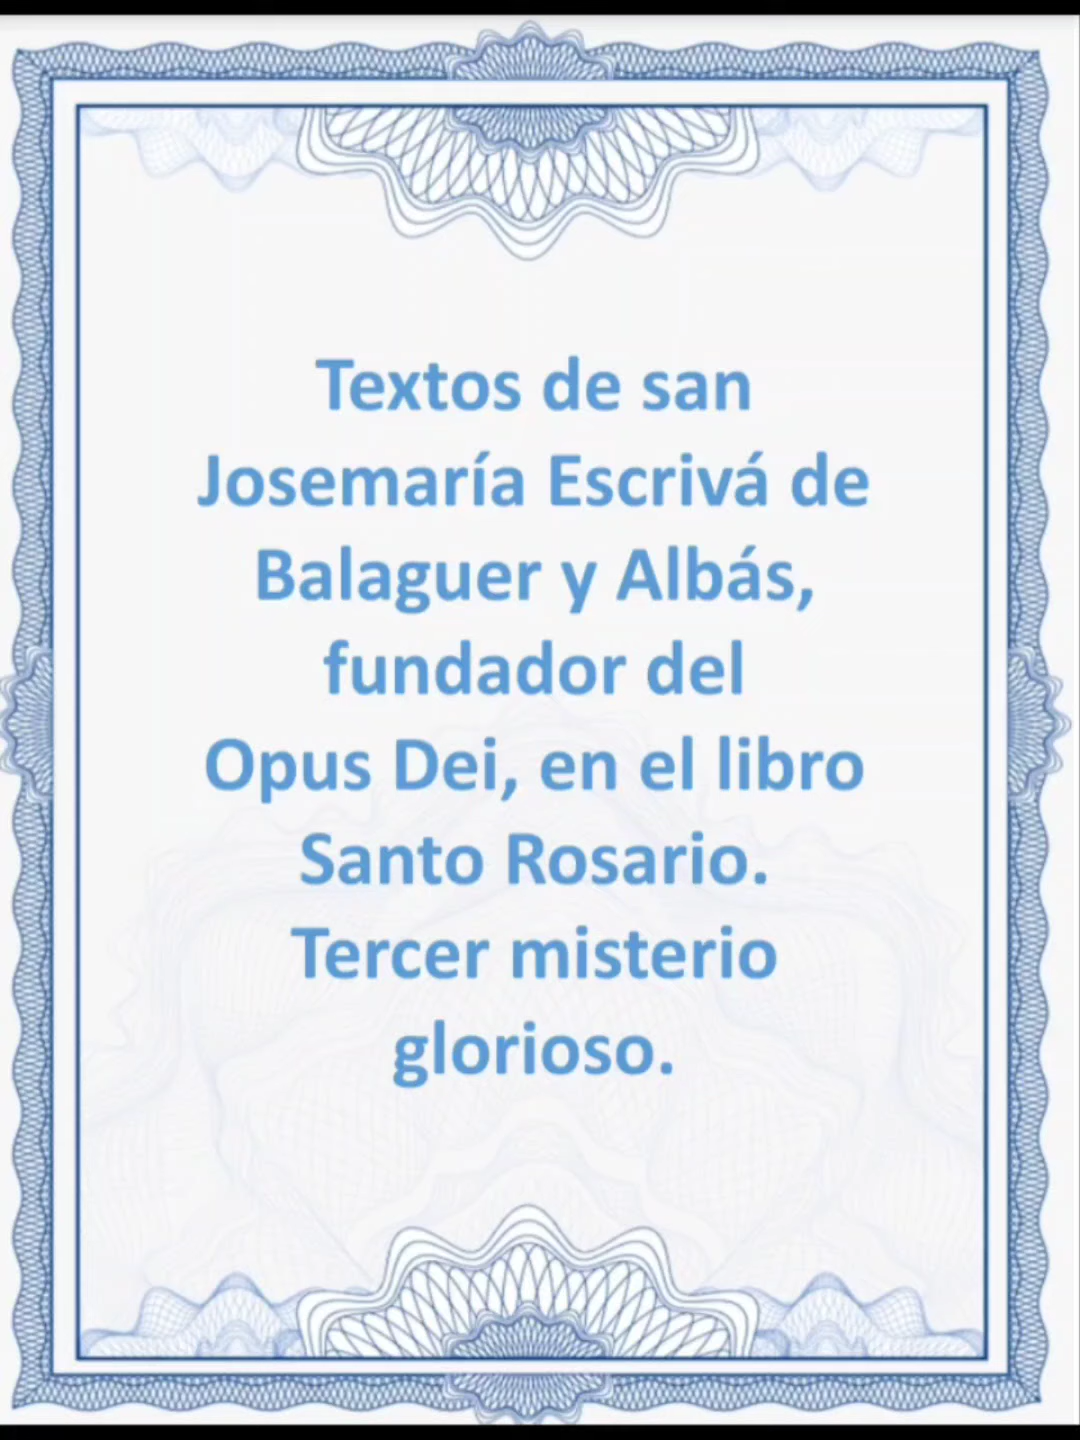 Textos de san
Josemaría Escrivá de
Balaguer y Albás,
fundador del
Opus Dei, en el libro
Santo Rosario.
Tercer misterio
glorioso.